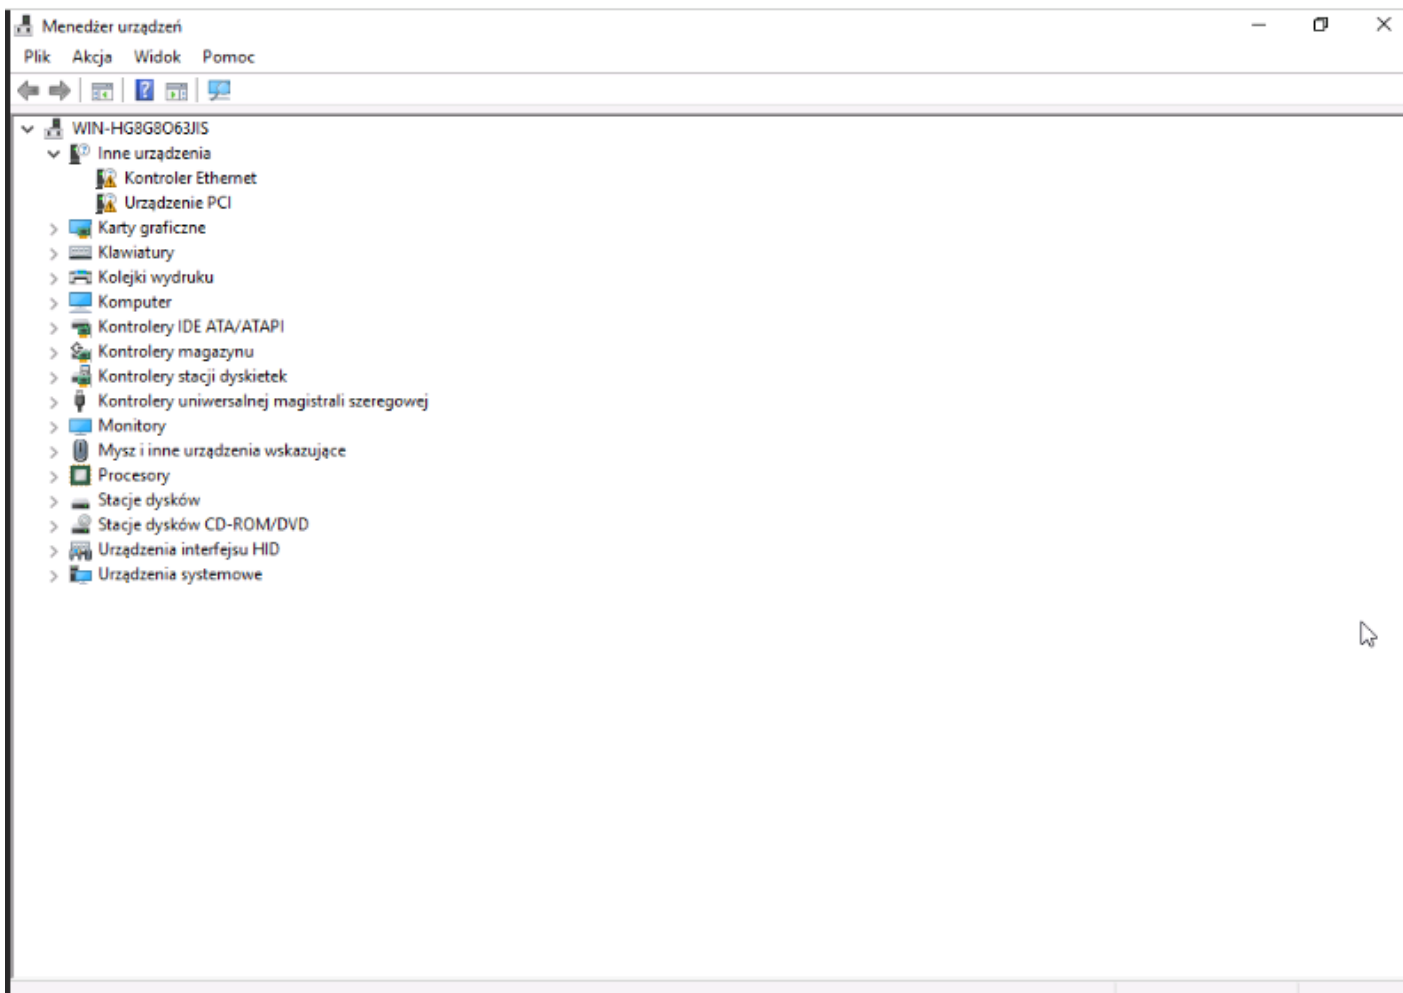 Menedżer urządzeń
Plik Akcja Widok Pomoc
WIN-HG8G8O63JIS
Inne urządzenia
Kontroler Ethernet
Urządzenie PCI
Karty graficzne
Klawiatury
Kolejki wydruku
Komputer
Kontrolery IDE ATA/ATAPI
Kontrolery magazynu
Kontrolery stacji dyskietek
Kontrolery uniwersalnej magistrali szeregowej
Monitory
Mysz i inne urządzenia wskazujące
Procesory
Stacje dysków
Stacje dysków CD-ROM/DVD
Urządzenia interfejsu HID
Urządzenia systemowe